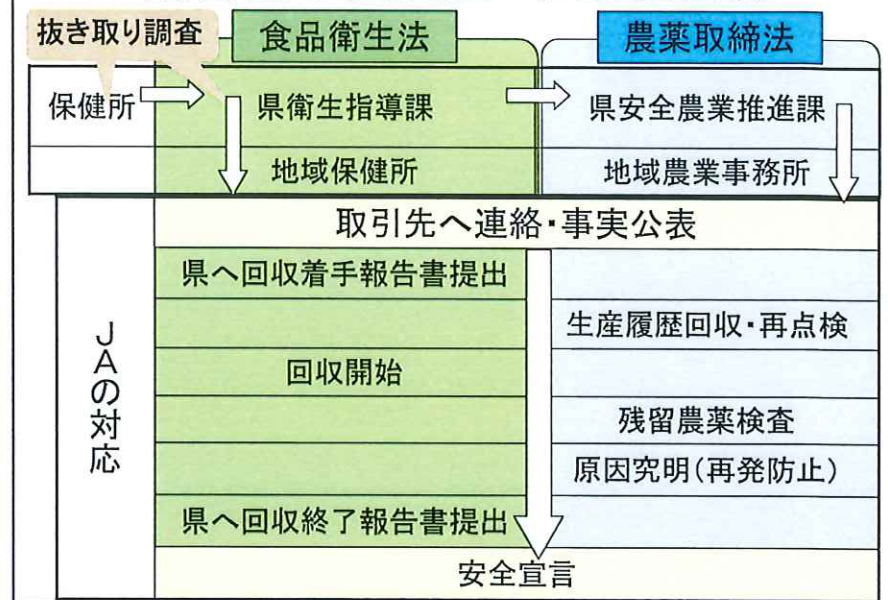 抜き取り調査
食品衛生法
農薬取締法
保健所
県衛生指導課
県安全農業推進課
地域保健所
地域農業事務所
取引先へ連絡・事実公表
JAの対応
県へ回収着手報告書提出
生産履歴回収・再点検
回収開始
残留農薬検査
原因究明(再発防止)
県へ回収終了報告書提出
安全宣言